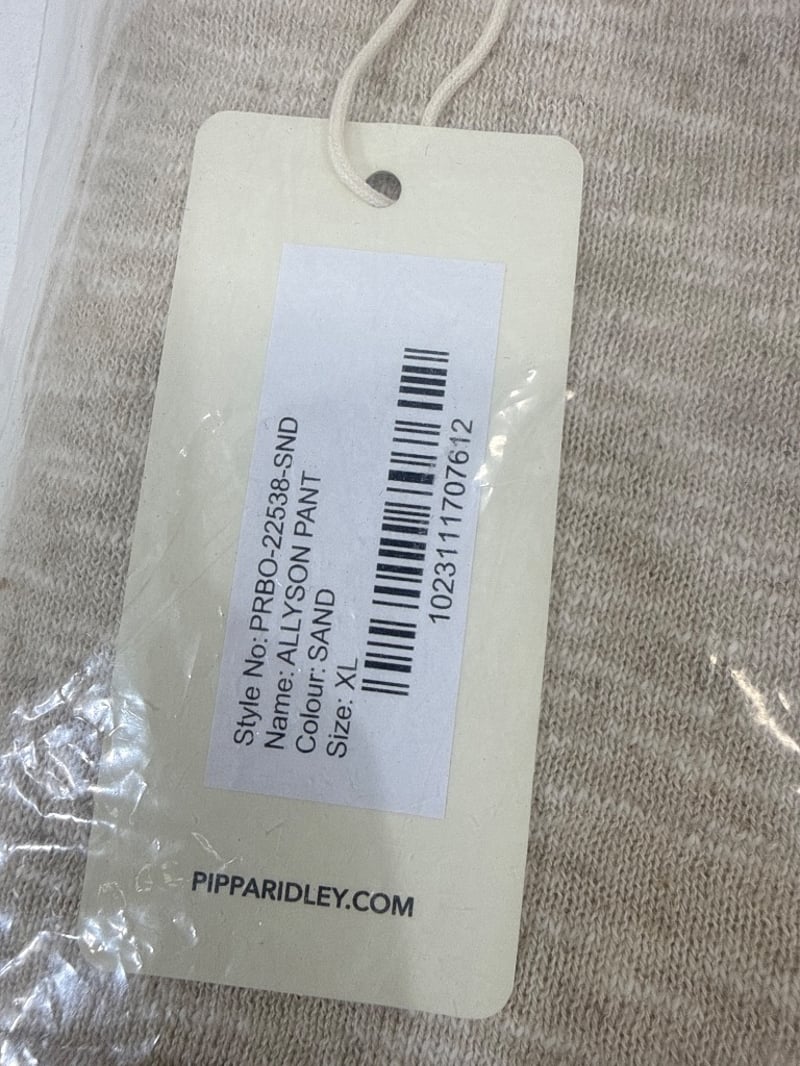 Style No: PRBO-22538-SND
Name: ALLYSON PANT
Colour: SAND
Size: XL
1023111707612
PIPPARIDLEY.COM